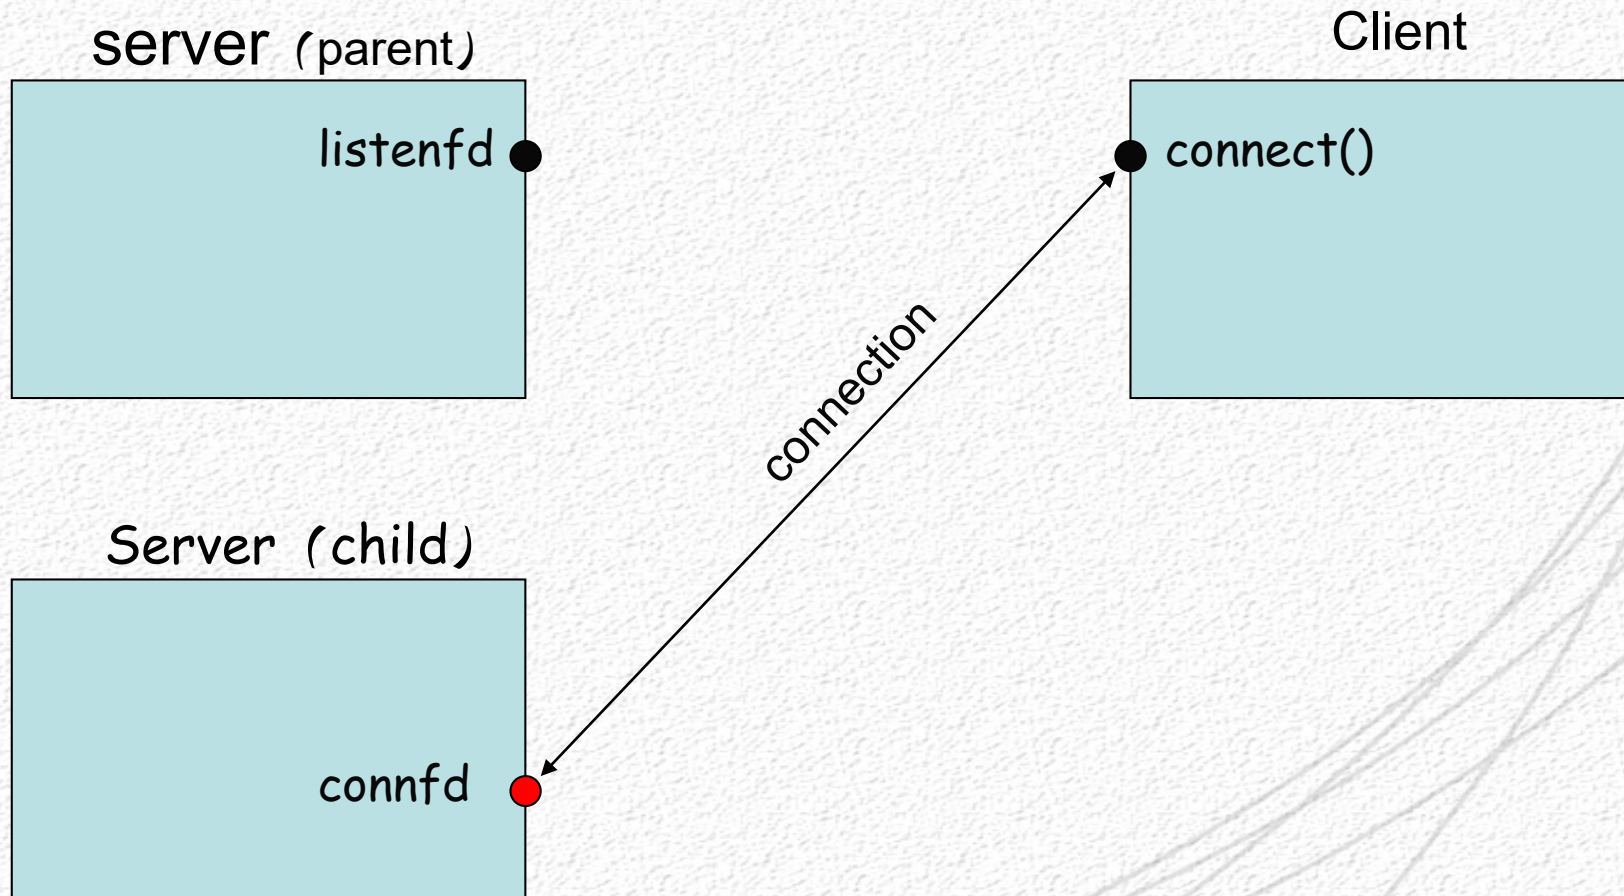 server (parent)
Client
listenfd
connect()
connection
Server (child)
connfd